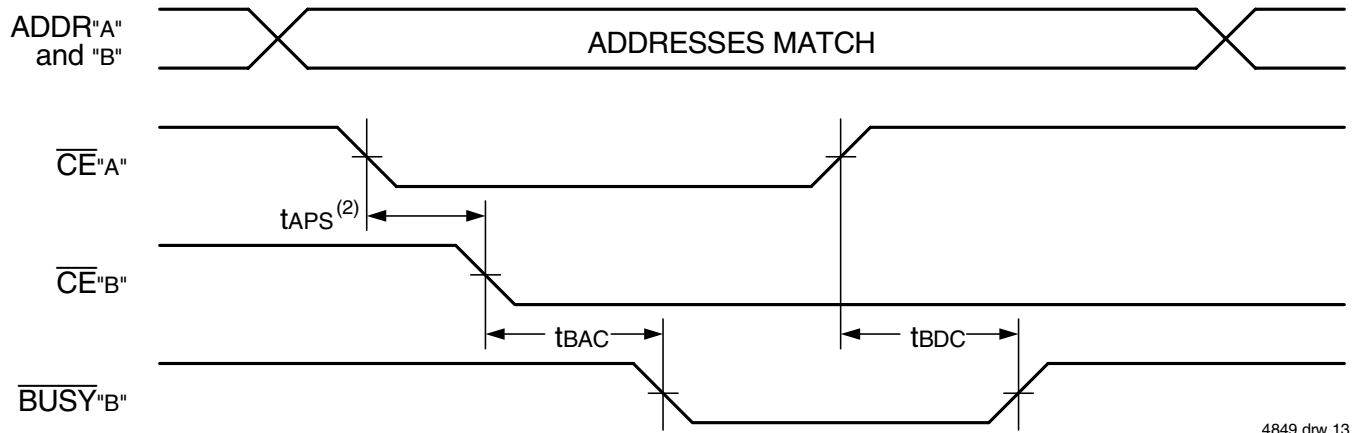 ADDR"A"
and "B"
ADDRESSES MATCH
CE"A"
tAPS(2)
CE"B"
tBAC
tBDC
BUSY"B"
4849 drw 13